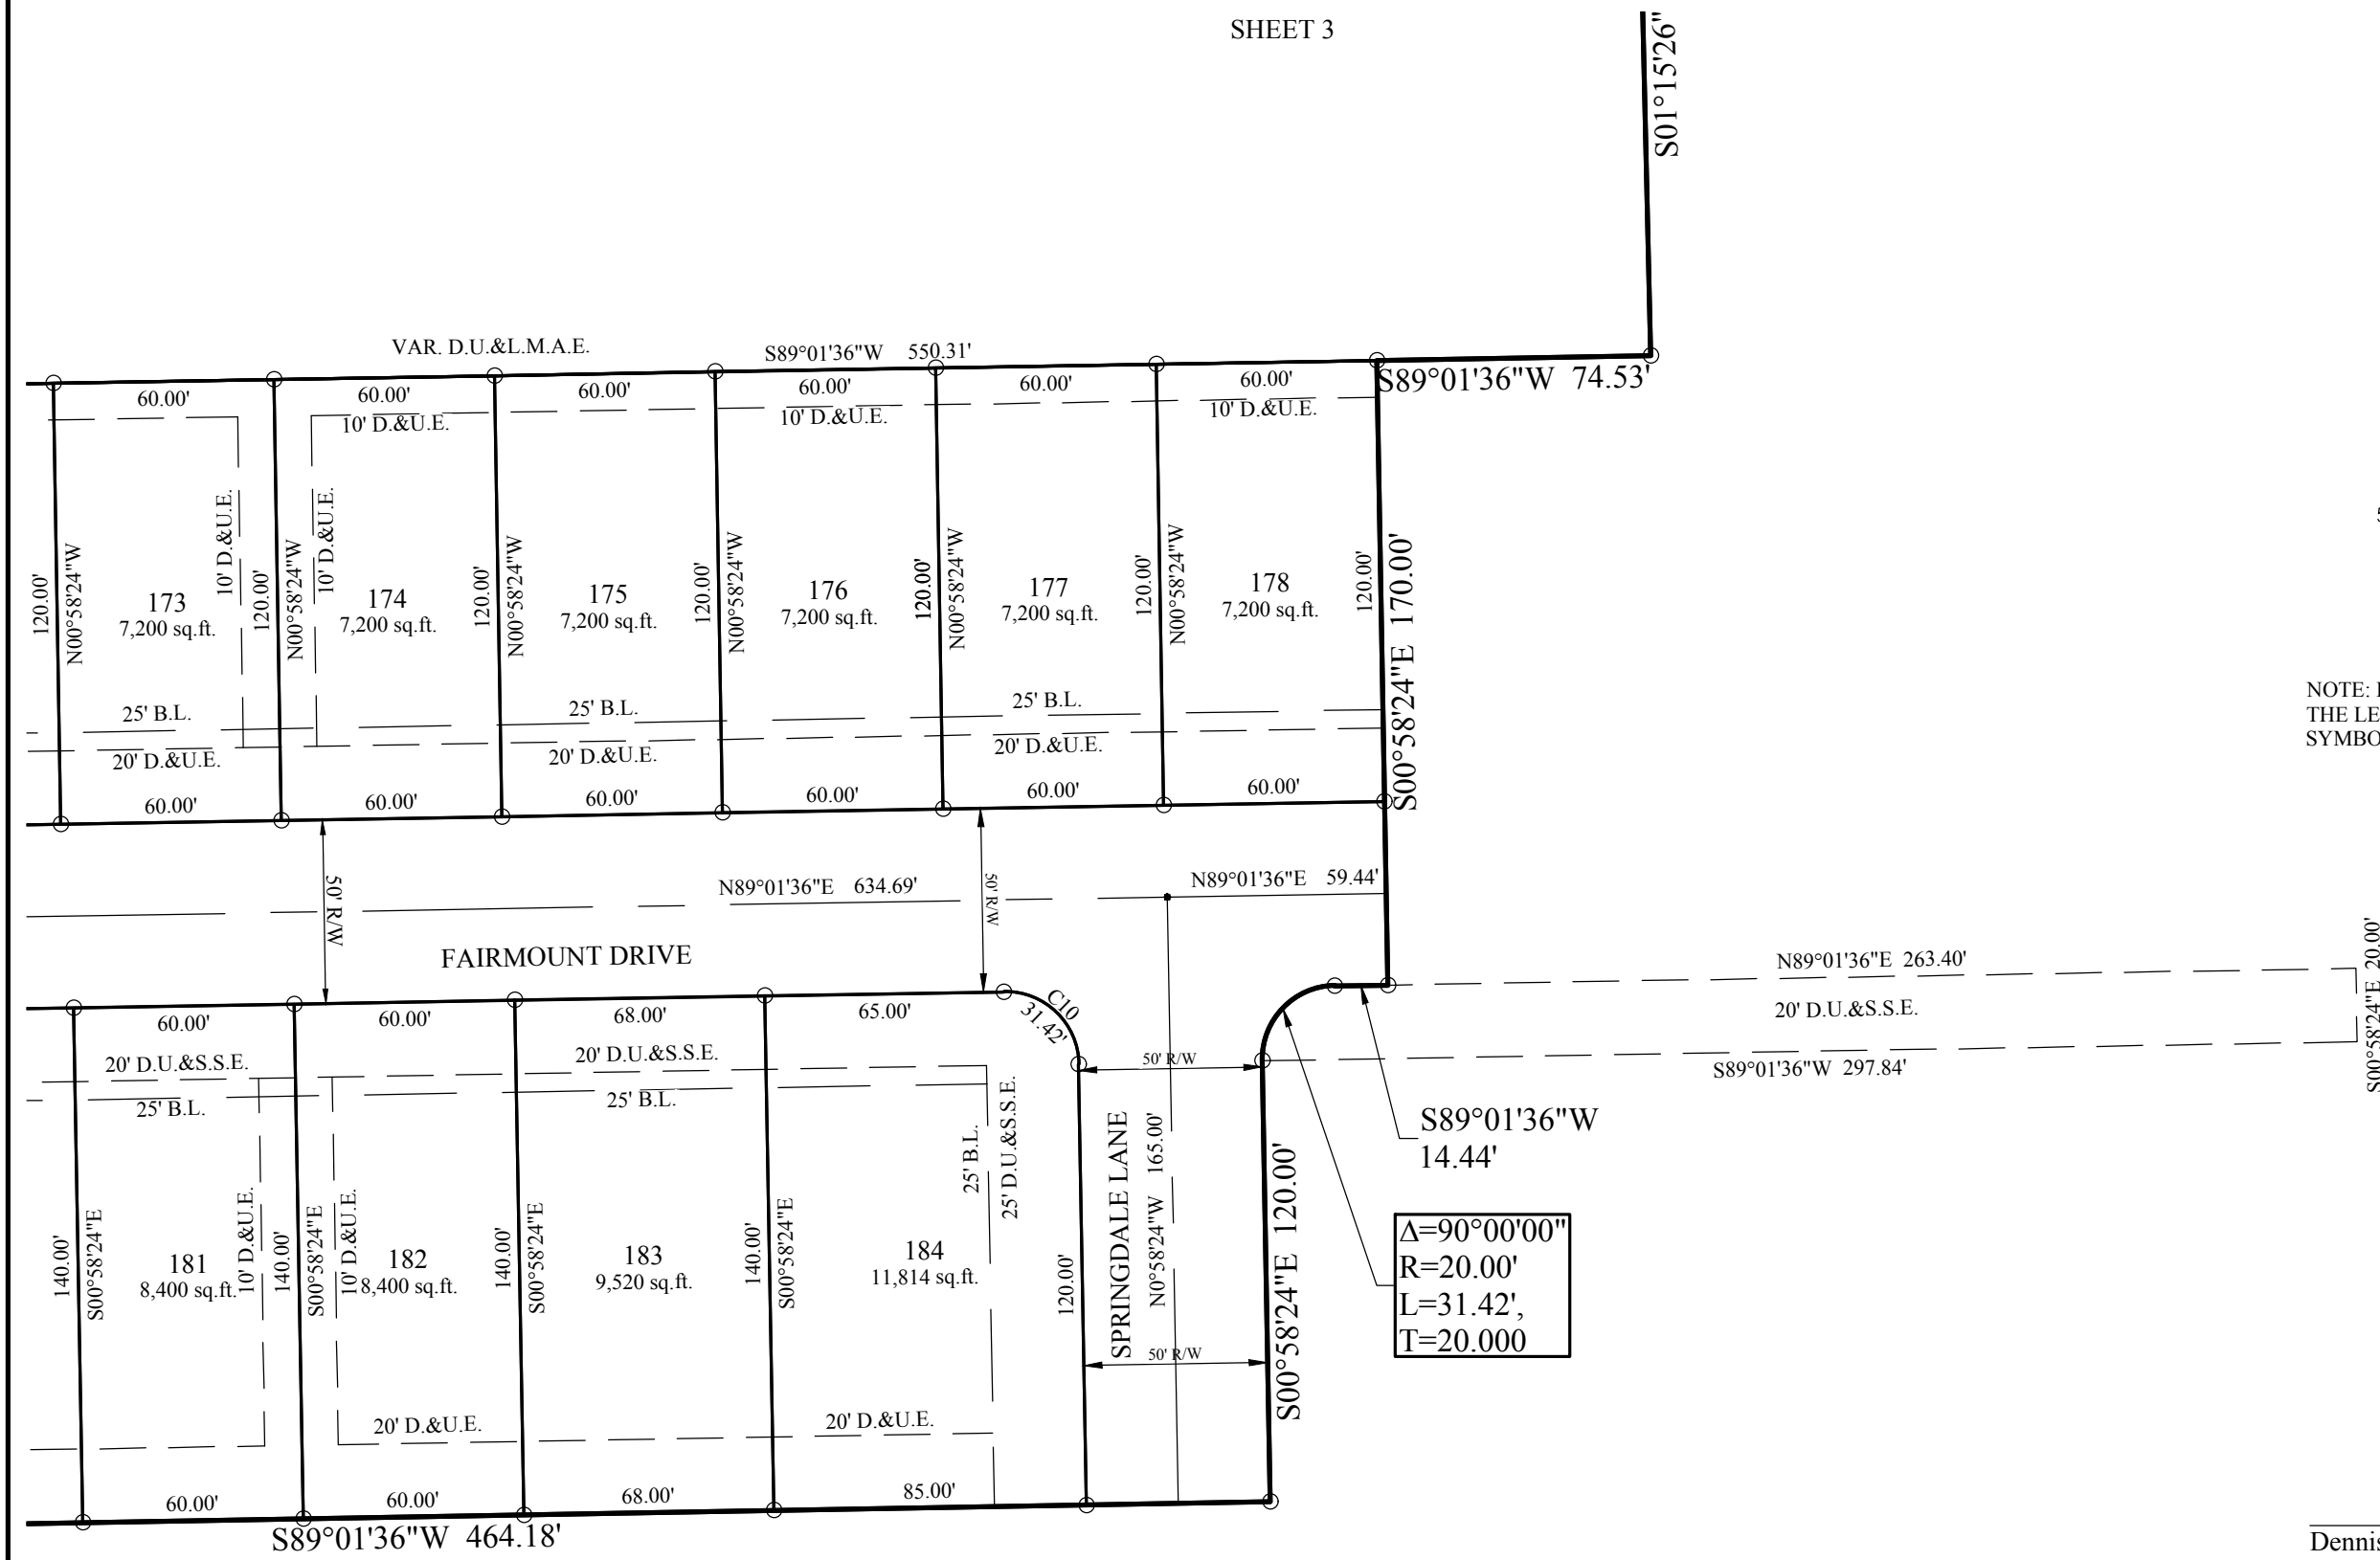 SHEET 3
S01°15'26"
VAR. D.U.&L.M.A.E.
S89°01'36"W 550.31'
S89°01'36"W 74.53'
60.00'
60.00'
60.00'
60.00'
60.00'
60.00'
10' D.&U.E.
10' D.&U.E.
10' D.&U.E.
120.00'
N00°58'24"W
173
7,200 sq.ft.
10' D.&U.E.
120.00'
N00°58'24"W
10' D.&U.E.
174
7,200 sq.ft.
120.00'
N00°58'24"W
175
7,200 sq.ft.
120.00'
N00°58'24"W
176
7,200 sq.ft.
120.00'
N00°58'24"W
177
7,200 sq.ft.
120.00'
N00°58'24"W
178
7,200 sq.ft.
120.00'
S00°58'24"E 170.00'
25' B.L.
25' B.L.
25' B.L.
20' D.&U.E.
20' D.&U.E.
20' D.&U.E.
60.00'
60.00'
60.00'
60.00'
60.00'
60.00'
NOTE:
THE
50' R/W
N89°01'36"E 634.69'
50' R/W
N89°01'36"E 59.44'
FAIRMOUNT DRIVE
N89°01'36"E 263.40'
20' D.U.&S.S.E.
S89°01'36"W 297.84'
S00°58'24"E 20.00'
60.00'
60.00'
68.00'
65.00'
C10
31.42'
20' D.U.&S.S.E.
20' D.U.&S.S.E.
25' B.L.
25' B.L.
50' R/W
140.00'
S00°58'24"E
181
8,400 sq.ft.
10' D.&U.E.
140.00'
S00°58'24"E
10' D.&U.E.
182
8,400 sq.ft.
140.00'
S00°58'24"E
183
9,520 sq.ft.
140.00'
S00°58'24"E
184
11,814 sq.ft.
25' B.L.
25' D.U.&S.S.E.
120.00'
SPRINGDALE LANE
N0°58'24"W 165.00'
50' R/W
S00°58'24"E 120.00'
S89°01'36"W
14.44'
Δ=90°00'00"
R=20.00'
L=31.42',
T=20.000
20' D.&U.E.
20' D.&U.E.
60.00'
60.00'
68.00'
85.00'
S89°01'36"W 464.18'